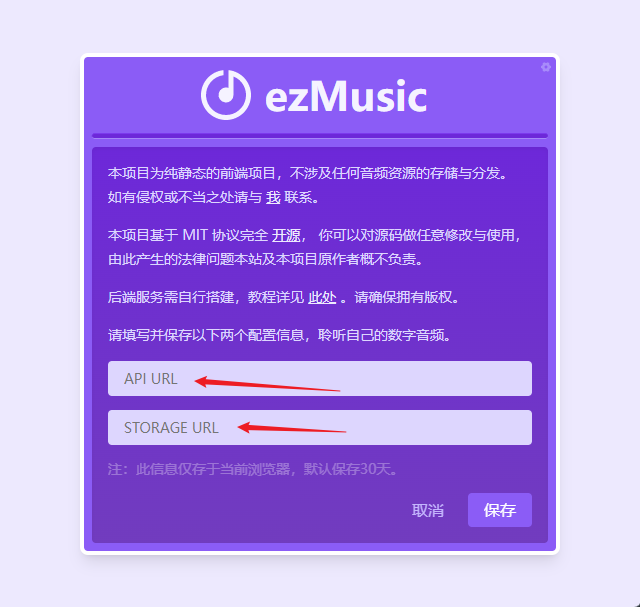 ezMusic
本项目为纯静态的前端项目，不涉及任何音频资源的存储与分发。
如有侵权或不当之处请与 我 联系。
本项目基于 MIT 协议完全 开源， 你可以对源码做任意修改与使用，
由此产生的法律问题本站及本项目原作者概不负责。
后端服务需自行搭建，教程详见 此处 。请确保拥有版权。
请填写并保存以下两个配置信息，聆听自己的数字音频。
API URL
STORAGE URL
注：此信息仅存于当前浏览器，默认保存30天。
取消 保存